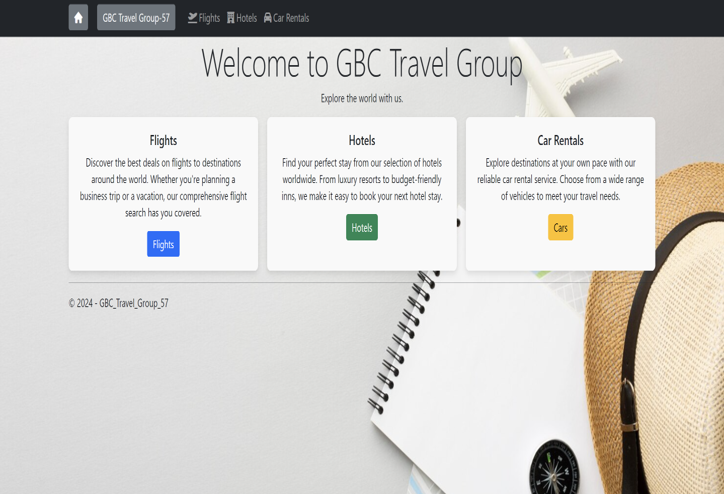 GBC Travel Group-57 Flights Hotels Car Rentals
Welcome to GBC Travel Group
Explore the world with us.
Flights
Discover the best deals on flights to destinations
around the world. Whether you're planning a
business trip or a vacation, our comprehensive flight
search has you covered.
Flights
Hotels
Find your perfect stay from our selection of hotels
worldwide. From luxury resorts to budget-friendly
inns, we make it easy to book your next hotel stay.
Hotels
Car Rentals
Explore destinations at your own pace with our
reliable car rental service. Choose from a wide range
of vehicles to meet your travel needs.
Cars
© 2024 - GBC_Travel_Group_57